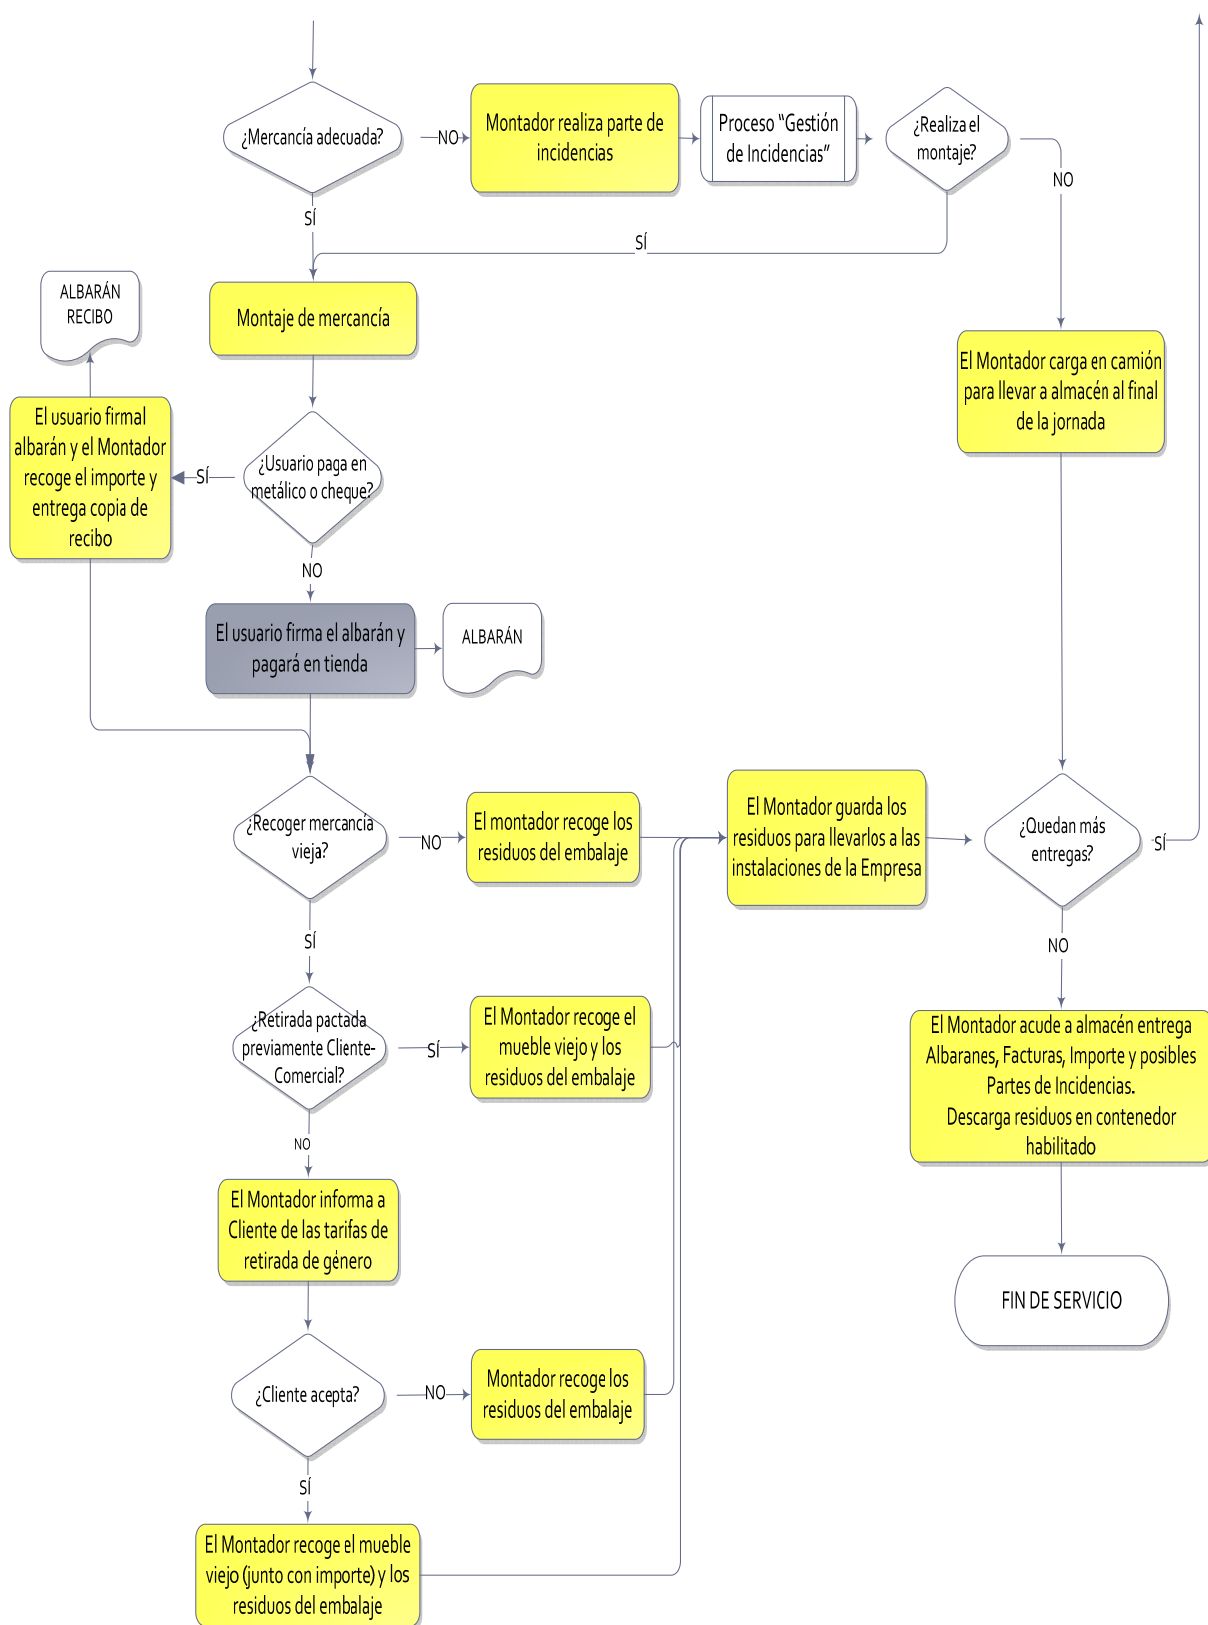 ¿Mercancía adecuada?
NO
Montador realiza parte de
incidencias
Proceso “Gestión
de Incidencias”
¿Realiza el
montaje?
NO
SÍ
SÍ
ALBARÁN
RECIBO
Montaje de mercancía
El Montador carga en camión
para llevar a almacén al final
de la jornada
El usuario firmal
albarán y el Montador
recoge el importe y
entrega copia de
recibo
SÍ
¿Usuario paga en
metálico o cheque?
NO
El usuario firma el albarán y
pagará en tienda
ALBARÁN
¿Recoger mercancía
vieja?
NO
El montador recoge los
residuos del embalaje
El Montador guarda los
residuos para llevarlos a las
instalaciones de la Empresa
¿Quedan más
entregas?
SÍ
SÍ
NO
¿Retirada pactada
previamente Cliente-
Comercial?
SÍ
El Montador recoge el
mueble viejo y los
residuos del embalaje
El Montador acude a almacén entrega
Albaranes, Facturas, Importe y posibles
Partes de Incidencias.
Descarga residuos en contenedor
habilitado
NO
El Montador informa a
Cliente de las tarifas de
retirada de género
FIN DE SERVICIO
¿Cliente acepta?
NO
Montador recoge los
residuos del embalaje
SÍ
El Montador recoge el mueble
viejo (junto con importe) y los
residuos del embalaje